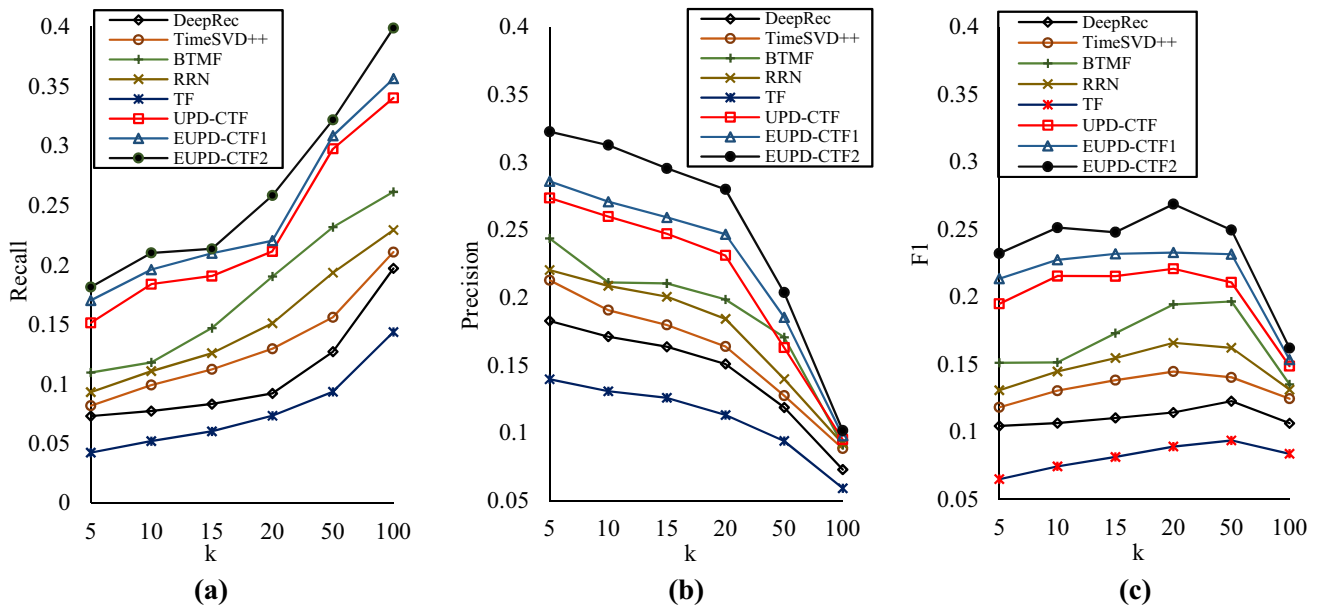 0.4
0.35
0.3
0.25
0.2
0.15
0.1
0.05
0
Recall
DeepRec
TimeSVD++
BTMF
RRN
TF
UPD-CTF
EUPD-CTF1
EUPD-CTF2
5 10 15 20 50 100
k
(a)
0.4
0.35
0.3
0.25
0.2
0.15
0.1
0.05
Precision
DeepRec
TimeSVD++
BTMF
RRN
TF
UPD-CTF
EUPD-CTF1
EUPD-CTF2
5 10 15 20 50 100
k
(b)
0.4
0.35
0.3
0.25
0.2
0.15
0.1
0.05
F1
DeepRec
TimeSVD++
BTMF
RRN
TF
UPD-CTF
EUPD-CTF1
EUPD-CTF2
5 10 15 20 50 100
k
(c)